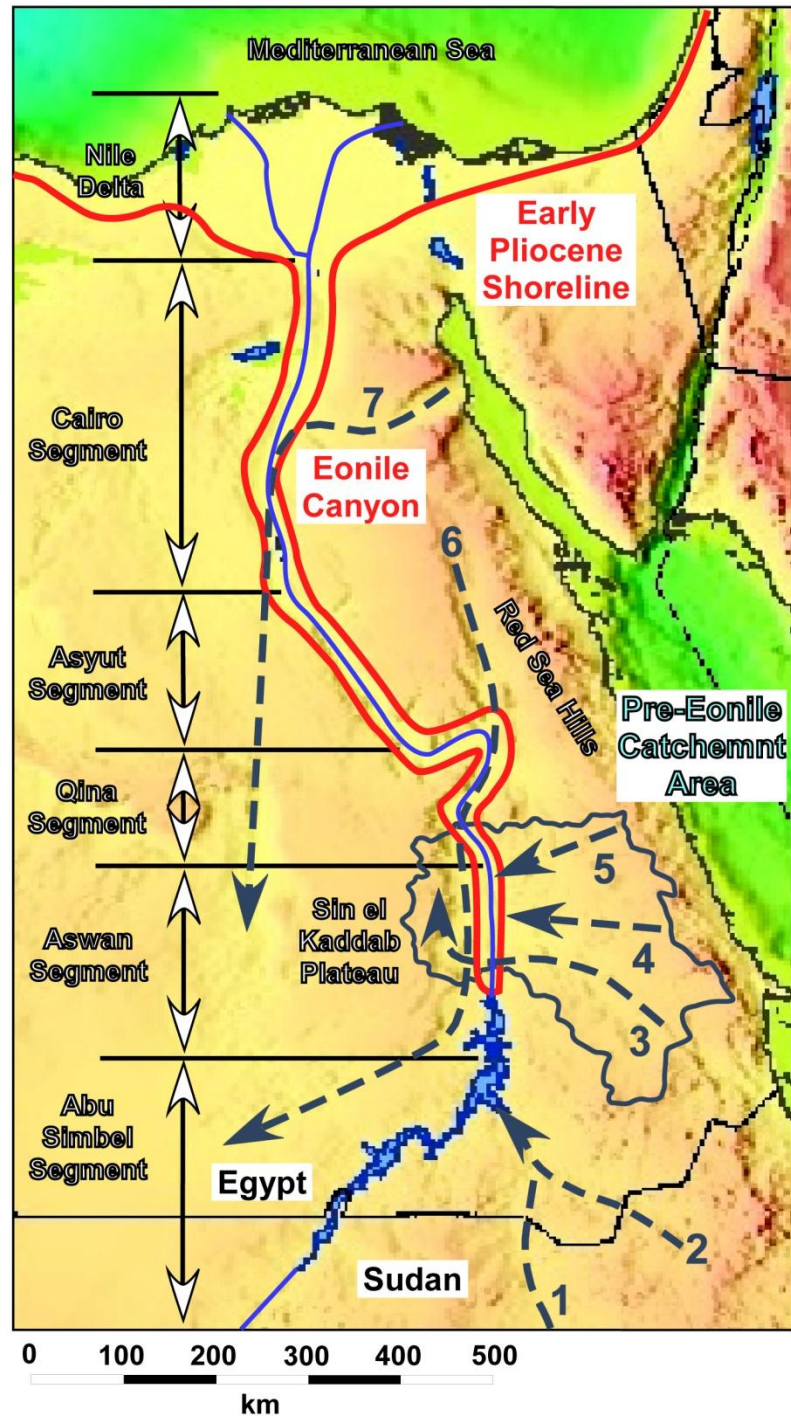 Mediterranean Sea
Nile
Delta
Early
Pliocene
Shoreline
Cairo
Segment
7
Eonile
Canyon
6
Red Sea Hills
Asyut
Segment
Pre-Eonile
Catchemnt
Area
Qina
Segment
5
Sin el
Kaddab
Plateau
Aswan
Segment
4
3
Abu
Simbel
Segment
Egypt
2
Sudan
1
0 100 200 300 400 500
km